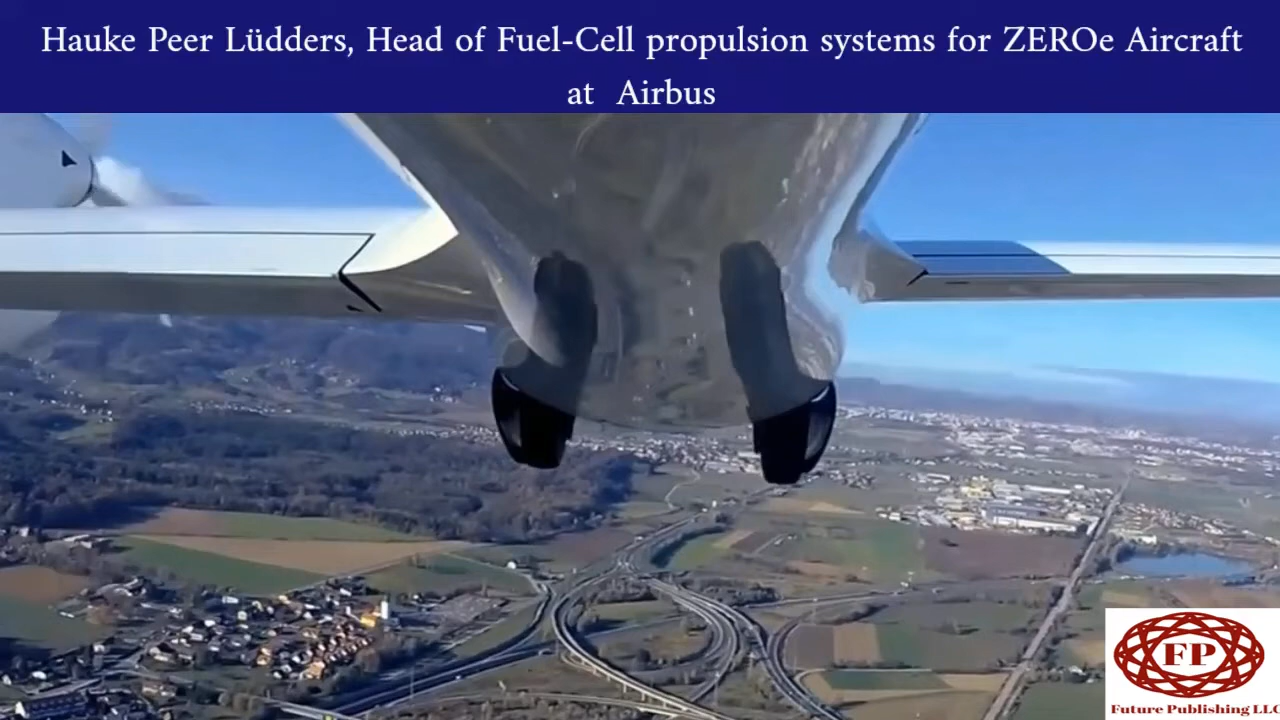 Hauke Peer Lüdders, Head of Fuel-Cell propulsion systems for ZEROe Aircraft
at Airbus
FP
Future Publishing LLC